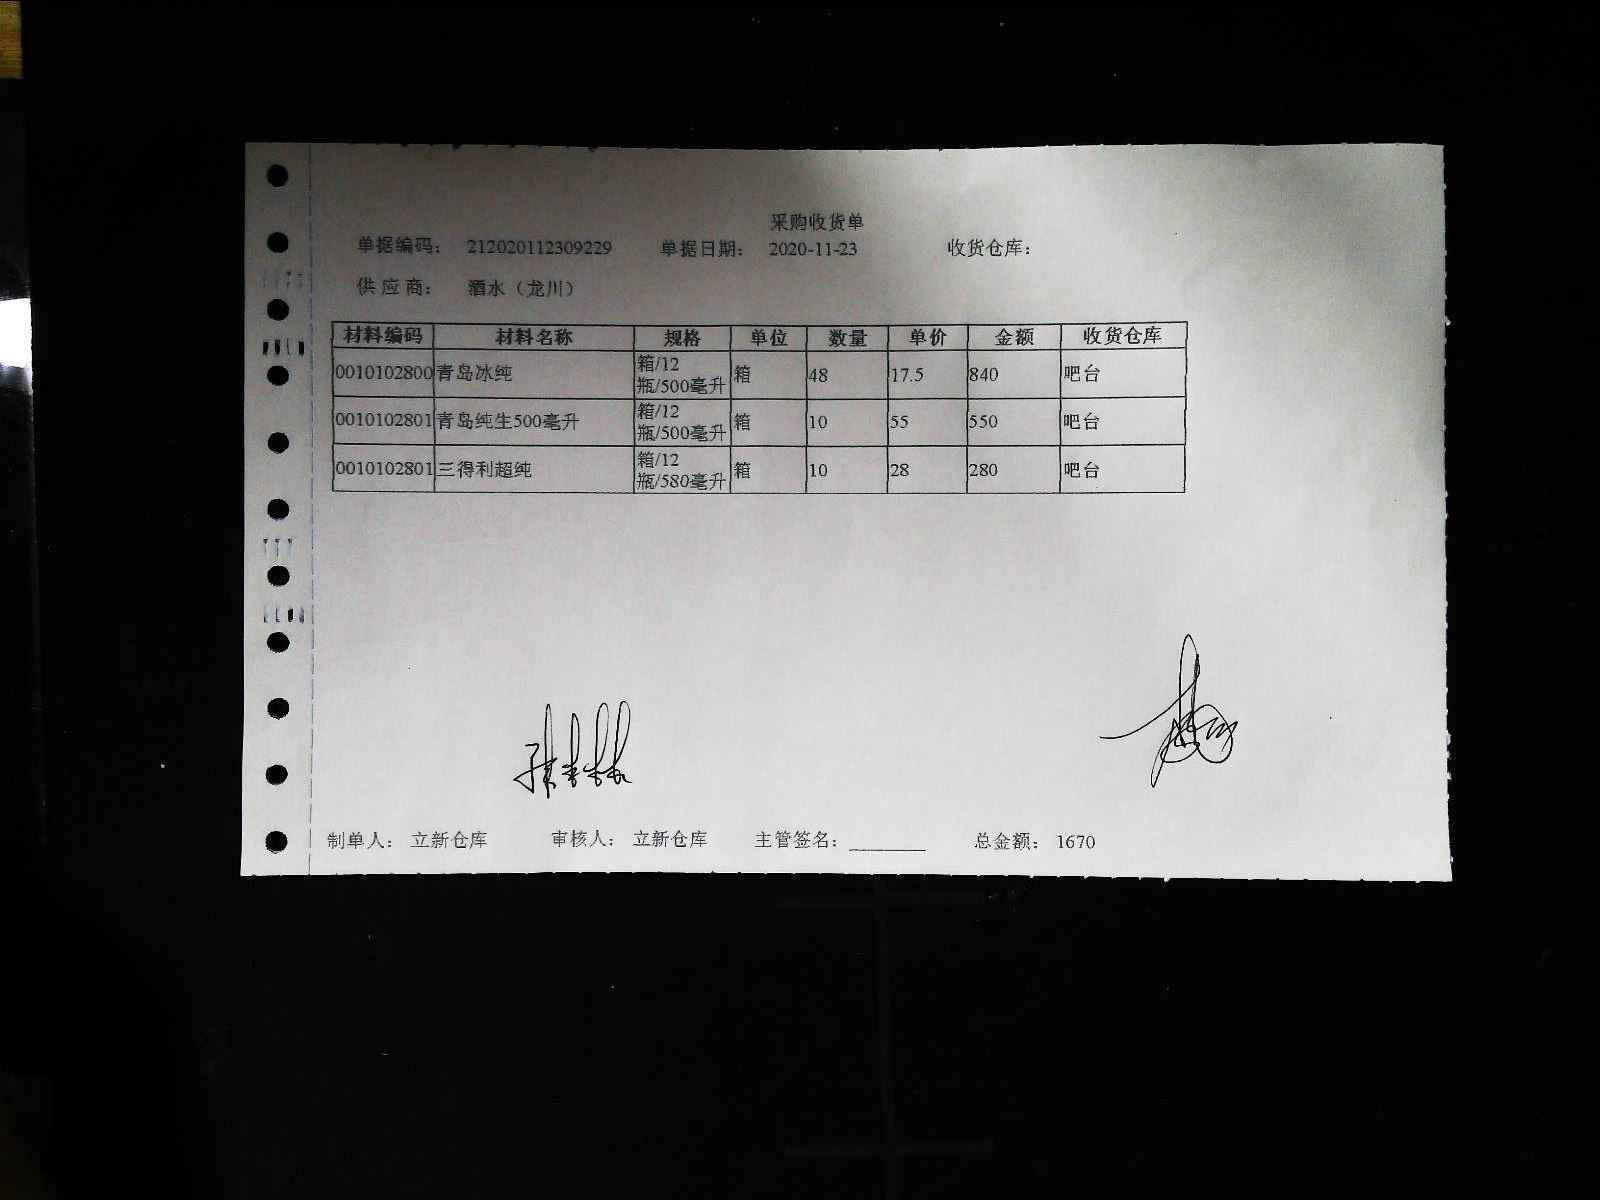 采购收货单
单据编码： 212020112309229 单据日期： 2020-11-23 收货仓库：
供应商： 酒水（龙川）
材料编码 材料名称 规格 单位 数量 单价 金额 收货仓库
0010102800 青岛冰纯 箱/12瓶/500毫升 箱 48 17.5 840 吧台
0010102801 青岛纯生500毫升 箱/12瓶/500毫升 箱 10 55 550 吧台
0010102801 三得利超纯 箱/12瓶/580毫升 箱 10 28 280 吧台
制单人： 立新仓库 审核人： 立新仓库 主管签名：________ 总金额： 1670